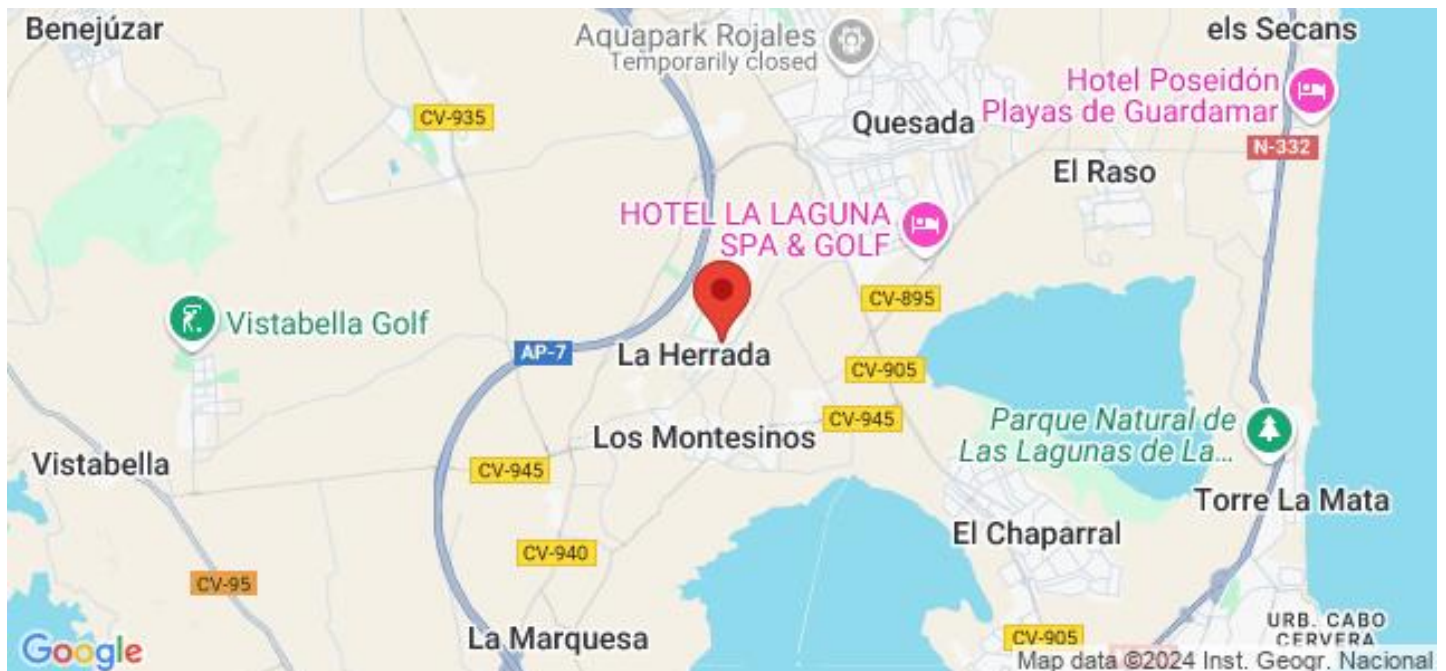 Benejúzar
Aquapark Rojales
Temporarily closed
els Secans
Hotel Poseidón
Playas de Guardamar
CV-935
Quesada
N-332
El Raso
HOTEL LA LAGUNA
SPA & GOLF
CV-895
Vistabella Golf
AP-7
La Herrada
CV-905
CV-945
Parque Natural de
Las Lagunas de La...
Los Montesinos
Vistabella
CV-945
Torre La Mata
El Chaparral
CV-940
CV-95
URB. CABO
CERVERA
La Marquesa
CV-905
Google
Map data ©2024 Inst. Geogr. Nacional